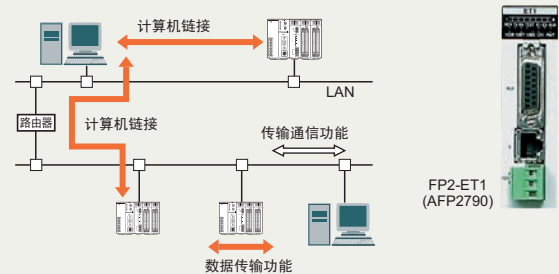 计算机链接
ET1
LAN
路由器
计算机链接
传输通信功能
FP2-ET1
(AFP2790)
数据传输功能